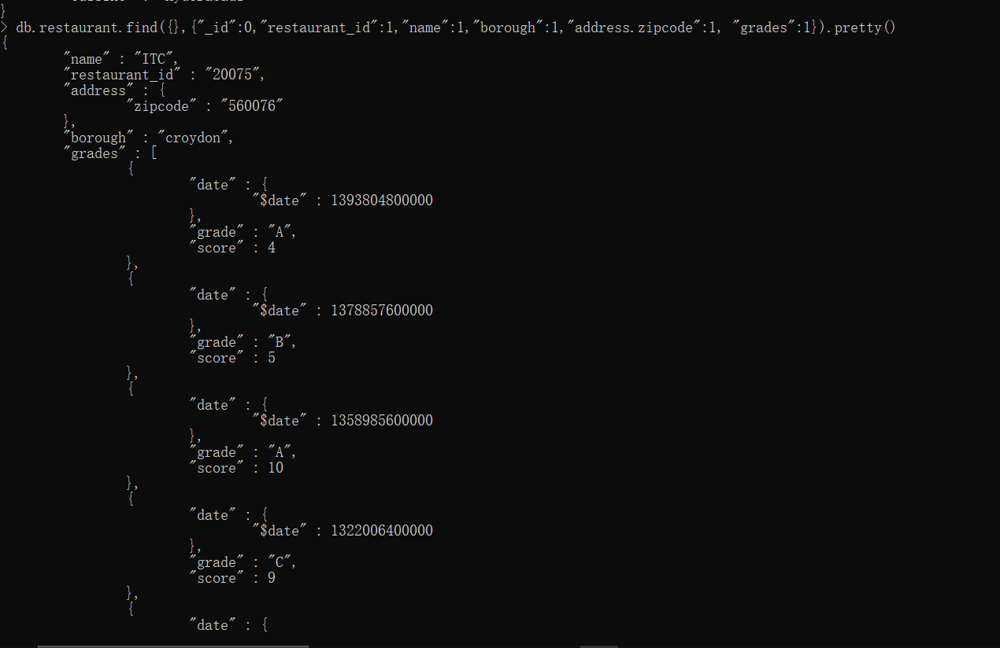 }
> db.restaurant.find({},{"_id":0,"restaurant_id":1,"name":1,"borough":1,"address.zipcode":1, "grades":1}).pretty()
{
"name" : "ITC",
"restaurant_id" : "20075",
"address" : {
"zipcode" : "560076"
},
"borough" : "croydon",
"grades" : [
{
"date" : {
"$date" : 1393804800000
},
"grade" : "A",
"score" : 4
},
{
"date" : {
"$date" : 1378857600000
},
"grade" : "B",
"score" : 5
},
{
"date" : {
"$date" : 1358985600000
},
"grade" : "A",
"score" : 10
},
{
"date" : {
"$date" : 1322006400000
},
"grade" : "C",
"score" : 9
},
{
"date" : {